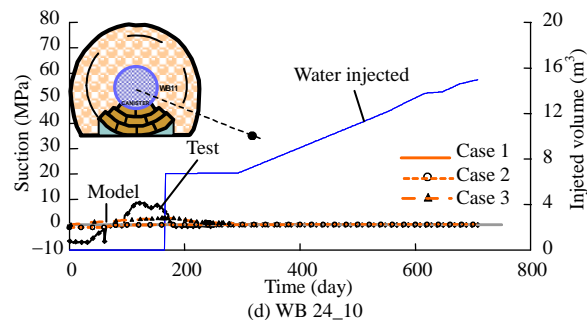 80
70
60
50
40
30
20
10
0
−10
Suction (MPa)
WB11
CANISTER
Test
Model
Water injected
Case 1
Case 2
Case 3
20
16
12
8
4
0
Injeted volume (m³)
0
200
400
600
800
Time (day)
(d) WB 24_10